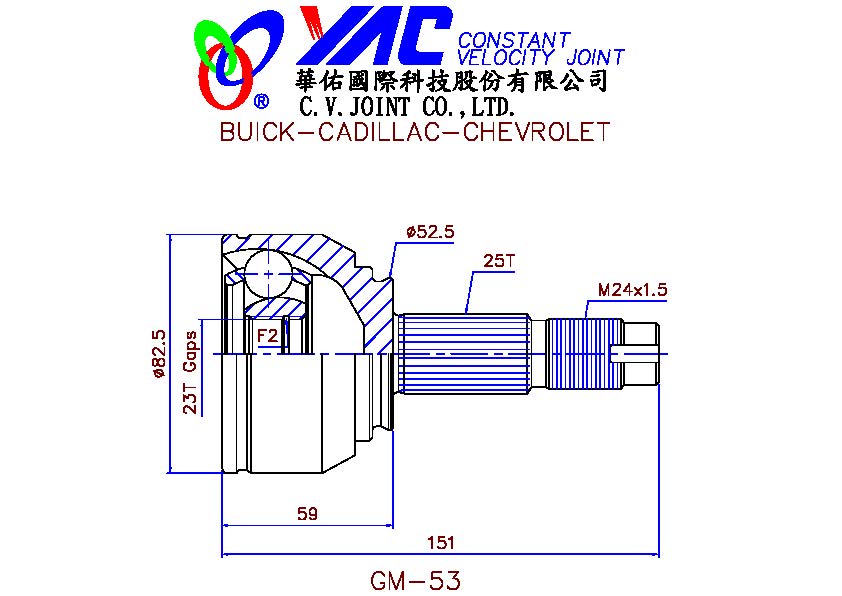 YAC CONSTANT
VELOCITY JOINT
華佑國際科技股份有限公司
® C.V.JOINT CO.,LTD.
BUICK-CADILLAC-CHEVROLET
ø52.5
25T
M24x1.5
F2
ø82.5
23T Gaps
59
151
GM-53